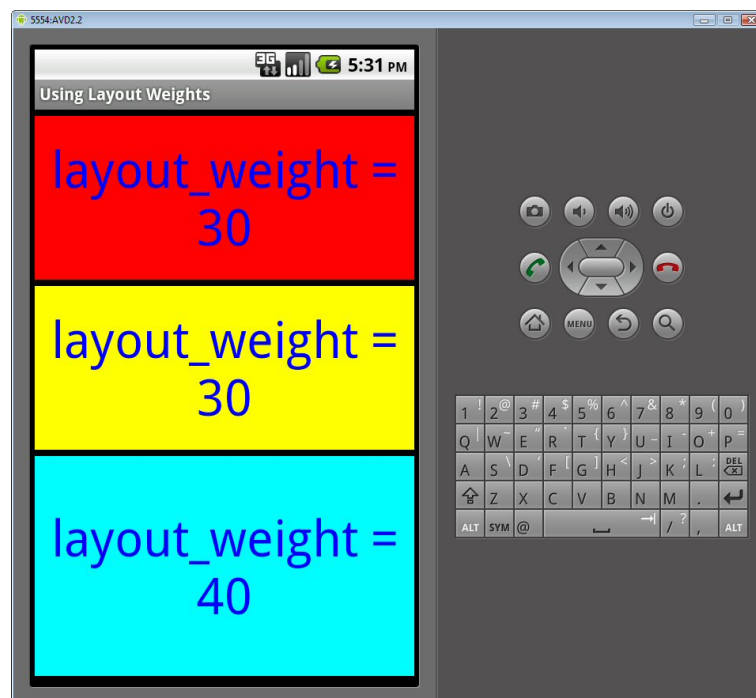 5554:AVD2.2
3G 5:31 PM
Using Layout Weights
layout_weight =
30
layout_weight =
30
layout_weight =
40
MENU
1 ! 2 @ 3 # 4 $ 5 % 6 ^ 7 & 8 * 9 ( 0 )
Q | W ~ E " R ` T { Y } U _ I - O + P =
A S \ D ' F [ G ] H < J > K ; L : DEL
Z X C V B N M .
ALT SYM @ / ? , ALT